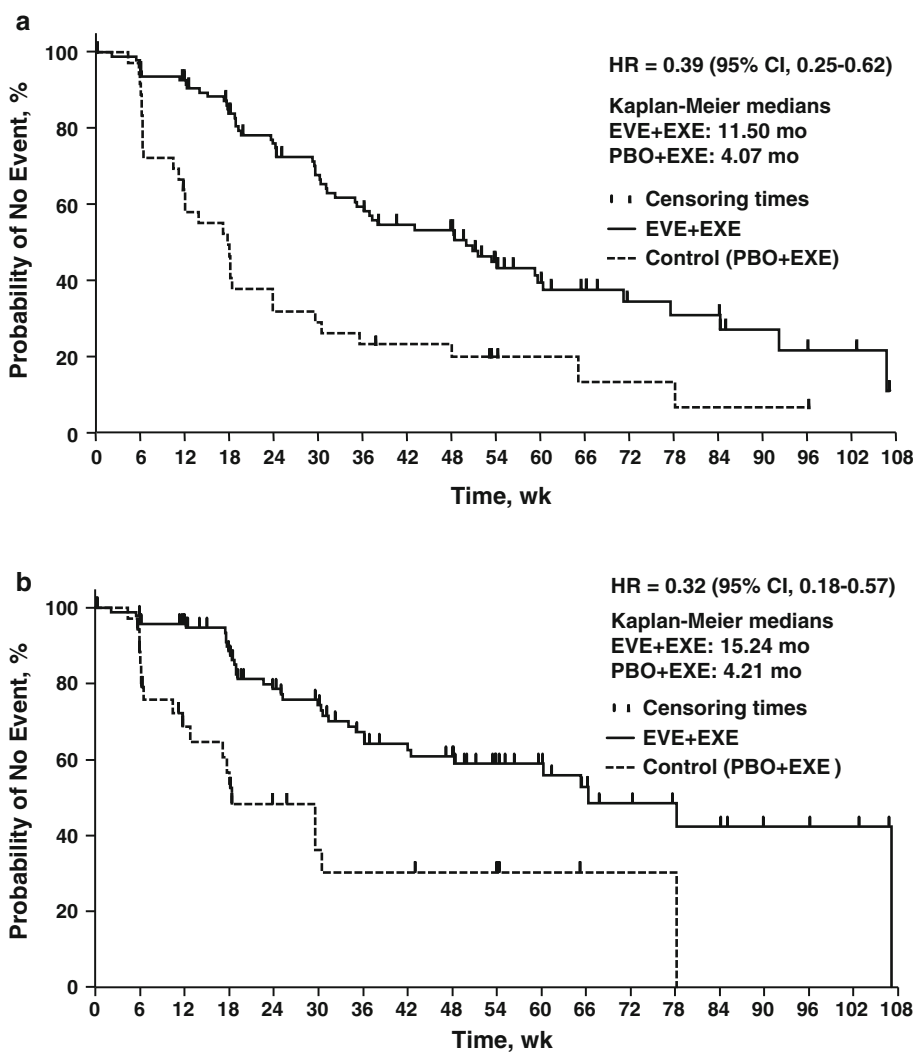 a
HR = 0.39 (95% CI, 0.25-0.62)
Kaplan-Meier medians
EVE+EXE: 11.50 mo
PBO+EXE: 4.07 mo
Censoring times
EVE+EXE
Control (PBO+EXE)
Probability of No Event, %
100
80
60
40
20
0
0 6 12 18 24 30 36 42 48 54 60 66 72 78 84 90 96 102 108
Time, wk
b
HR = 0.32 (95% CI, 0.18-0.57)
Kaplan-Meier medians
EVE+EXE: 15.24 mo
PBO+EXE: 4.21 mo
Censoring times
EVE+EXE
Control (PBO+EXE )
Probability of No Event, %
100
80
60
40
20
0
0 6 12 18 24 30 36 42 48 54 60 66 72 78 84 90 96 102 108
Time, wk